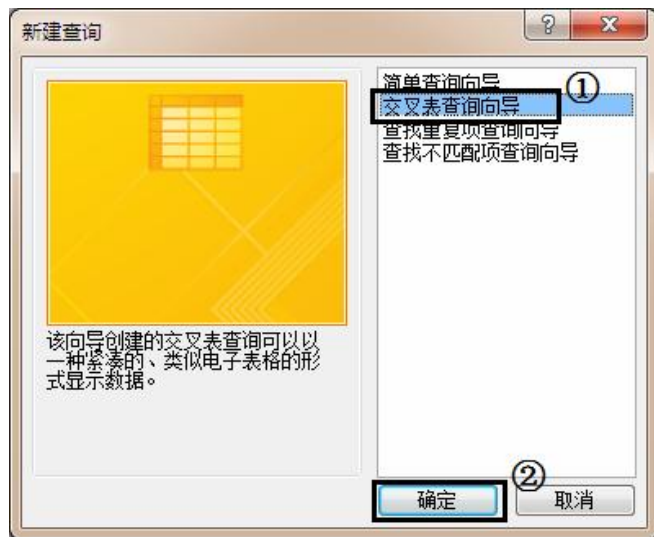 新建查询
简单查询向导
①
交叉表查询向导
查找重复项查询向导
查找不匹配项查询向导
该向导创建的交叉表查询可以以
一种紧凑的、类似电子表格的形
式显示数据。
②
确定
取消